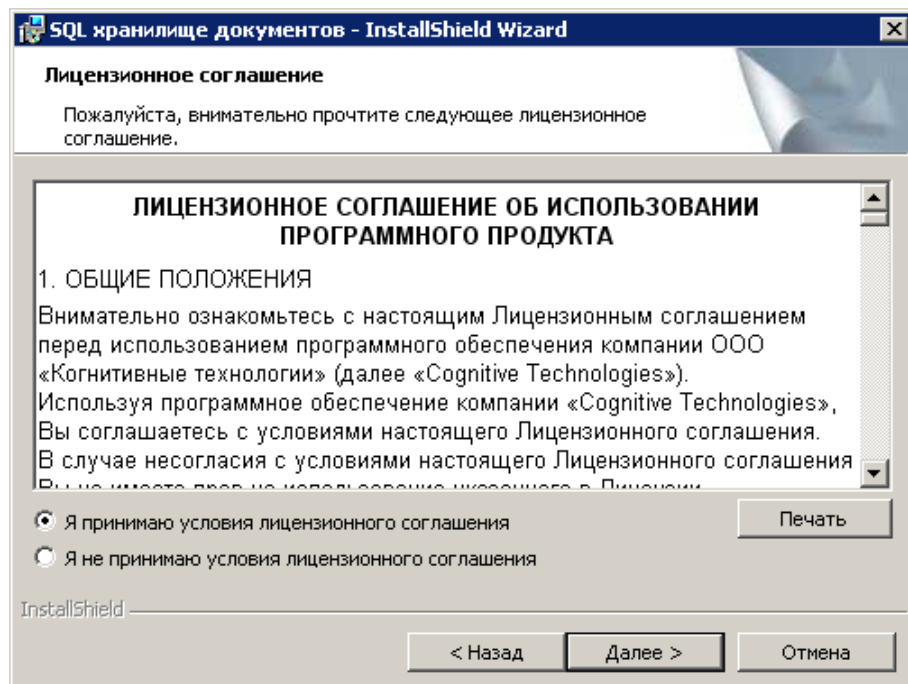 SQL хранилище документов - InstallShield Wizard
Лицензионное соглашение
Пожалуйста, внимательно прочтите следующее лицензионное
соглашение.
ЛИЦЕНЗИОННОЕ СОГЛАШЕНИЕ ОБ ИСПОЛЬЗОВАНИИ
ПРОГРАММНОГО ПРОДУКТА
1. ОБЩИЕ ПОЛОЖЕНИЯ
Внимательно ознакомьтесь с настоящим Лицензионным соглашением
перед использованием программного обеспечения компании ООО
«Когнитивные технологии» (далее «Cognitive Technologies»).
Используя программное обеспечение компании «Cognitive Technologies»,
Вы соглашаетесь с условиями настоящего Лицензионного соглашения.
В случае несогласия с условиями настоящего Лицензионного соглашения
Я принимаю условия лицензионного соглашения
Печать
Я не принимаю условия лицензионного соглашения
InstallShield
< Назад
Далее >
Отмена